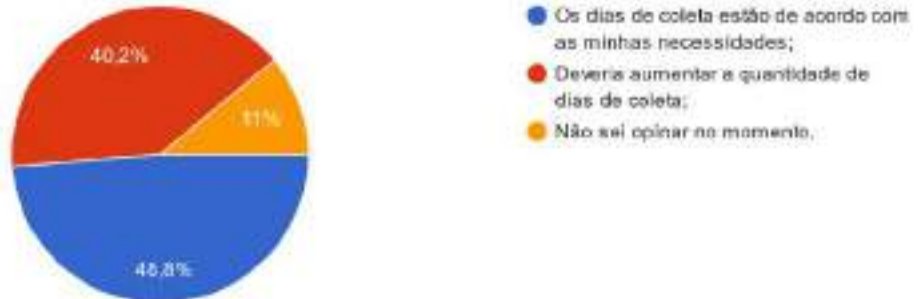 40,2%
11%
48,8%
Os dias de coleta estão de acordo com
as minhas necessidades;
Deveria aumentar a quantidade de
dias de coleta;
Não sei opinar no momento.